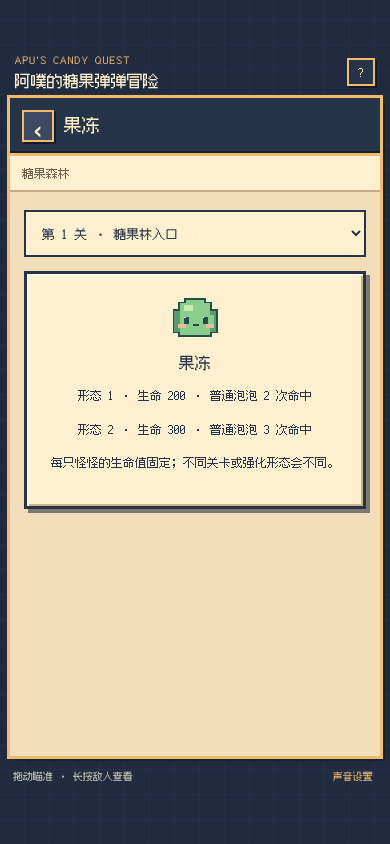 APU'S CANDY QUEST
阿噗的糖果弹弹冒险
?
果冻
糖果森林
第 1 关 · 糖果林入口
果冻
形态 1 · 生命 200 · 普通泡泡 2 次命中
形态 2 · 生命 300 · 普通泡泡 3 次命中
每只怪怪的生命值固定；不同关卡或强化形态会不同。
拖动瞄准 · 长按敌人查看
声音设置